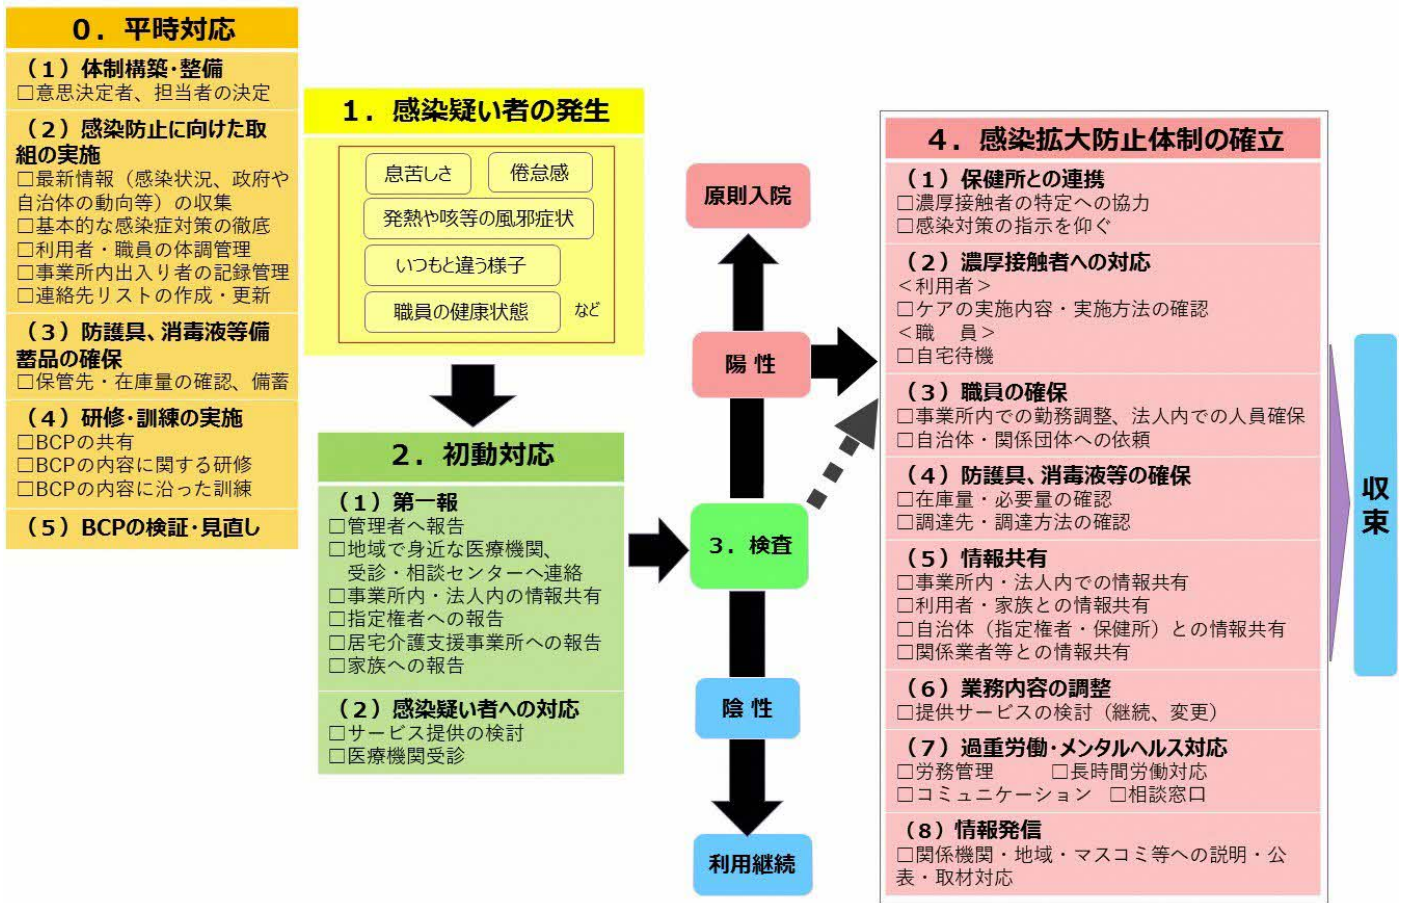 0．平時対応
（1）体制構築・整備
□意思決定者、担当者の決定
（2）感染防止に向けた取
組の実施
□最新情報（感染状況、政府や
自治体の動向等）の収集
□基本的な感染症対策の徹底
□利用者・職員の体調管理
□事業所内出入り者の記録管理
□連絡先リストの作成・更新
（3）防護具、消毒液等備
蓄品の確保
□保管先・在庫量の確認、備蓄
（4）研修・訓練の実施
□BCPの共有
□BCPの内容に関する研修
□BCPの内容に沿った訓練
（5）BCPの検証・見直し
1．感染疑い者の発生
息苦しさ
倦怠感
発熱や咳等の風邪症状
いつもと違う様子
職員の健康状態
など
2．初動対応
（1）第一報
□管理者へ報告
□地域で身近な医療機関、
受診・相談センターへ連絡
□事業所内・法人内の情報共有
□指定権者への報告
□居宅介護支援事業所への報告
□家族への報告
（2）感染疑い者への対応
□サービス提供の検討
□医療機関受診
原則入院
陽 性
3．検査
陰 性
利用継続
4．感染拡大防止体制の確立
（1）保健所との連携
□濃厚接触者の特定への協力
□感染対策の指示を仰ぐ
（2）濃厚接触者への対応
＜利用者＞
□ケアの実施内容・実施方法の確認
＜職　員＞
□自宅待機
（3）職員の確保
□事業所内での勤務調整、法人内での人員確保
□自治体・関係団体への依頼
（4）防護具、消毒液等の確保
□在庫量・必要量の確認
□調達先・調達方法の確認
（5）情報共有
□事業所内・法人内での情報共有
□利用者・家族との情報共有
□自治体（指定権者・保健所）との情報共有
□関係業者等との情報共有
（6）業務内容の調整
□提供サービスの検討（継続、変更）
（7）過重労働・メンタルヘルス対応
□労務管理　　□長時間労働対応
□コミュニケーション　□相談窓口
（8）情報発信
□関係機関・地域・マスコミ等への説明・公
表・取材対応
収束